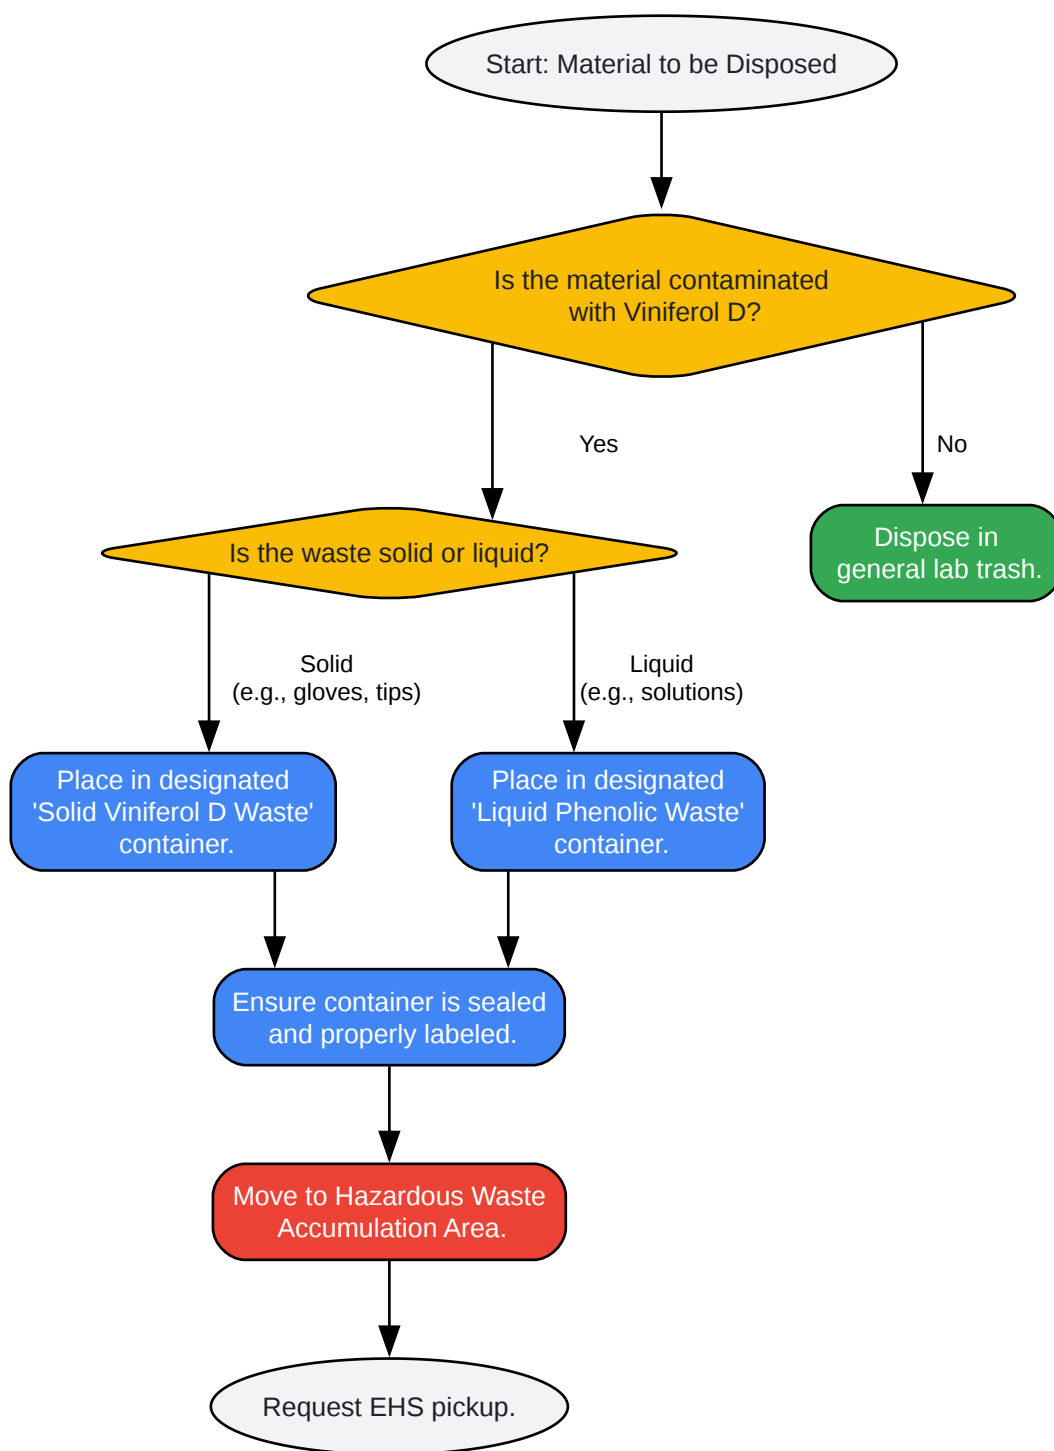 Start: Material to be Disposed
Is the material contaminated
with Viniferol D?
Yes
No
Is the waste solid or liquid?
Dispose in
general lab trash.
Solid
(e.g., gloves, tips)
Liquid
(e.g., solutions)
Place in designated
'Solid Viniferol D Waste'
container.
Place in designated
'Liquid Phenolic Waste'
container.
Ensure container is sealed
and properly labeled.
Move to Hazardous Waste
Accumulation Area.
Request EHS pickup.